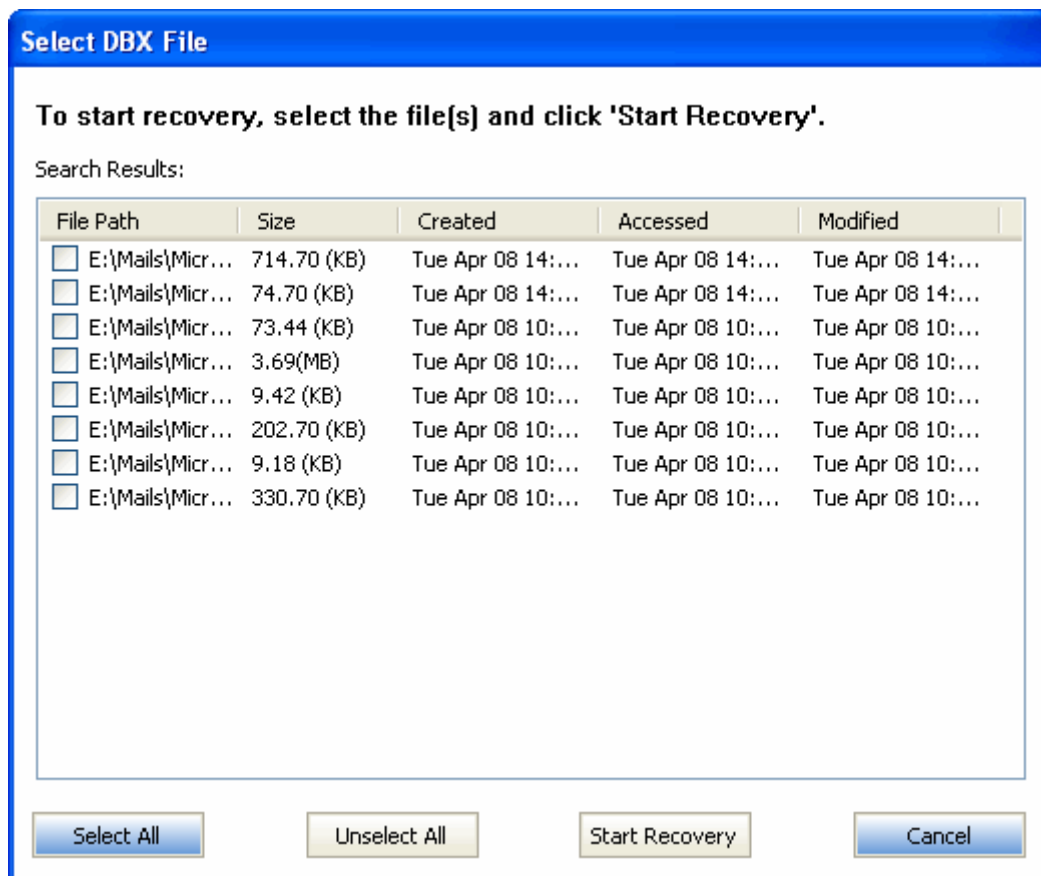 Select DBX File
To start recovery, select the file(s) and click 'Start Recovery'.
Search Results:
File Path Size Created Accessed Modified
E:\Mails\Micr... 714.70 (KB) Tue Apr 08 14:... Tue Apr 08 14:... Tue Apr 08 14:...
E:\Mails\Micr... 74.70 (KB) Tue Apr 08 14:... Tue Apr 08 14:... Tue Apr 08 14:...
E:\Mails\Micr... 73.44 (KB) Tue Apr 08 10:... Tue Apr 08 10:... Tue Apr 08 10:...
E:\Mails\Micr... 3.69(MB) Tue Apr 08 10:... Tue Apr 08 10:... Tue Apr 08 10:...
E:\Mails\Micr... 9.42 (KB) Tue Apr 08 10:... Tue Apr 08 10:... Tue Apr 08 10:...
E:\Mails\Micr... 202.70 (KB) Tue Apr 08 10:... Tue Apr 08 10:... Tue Apr 08 10:...
E:\Mails\Micr... 9.18 (KB) Tue Apr 08 10:... Tue Apr 08 10:... Tue Apr 08 10:...
E:\Mails\Micr... 330.70 (KB) Tue Apr 08 10:... Tue Apr 08 10:... Tue Apr 08 10:...
Select All Unselect All Start Recovery Cancel